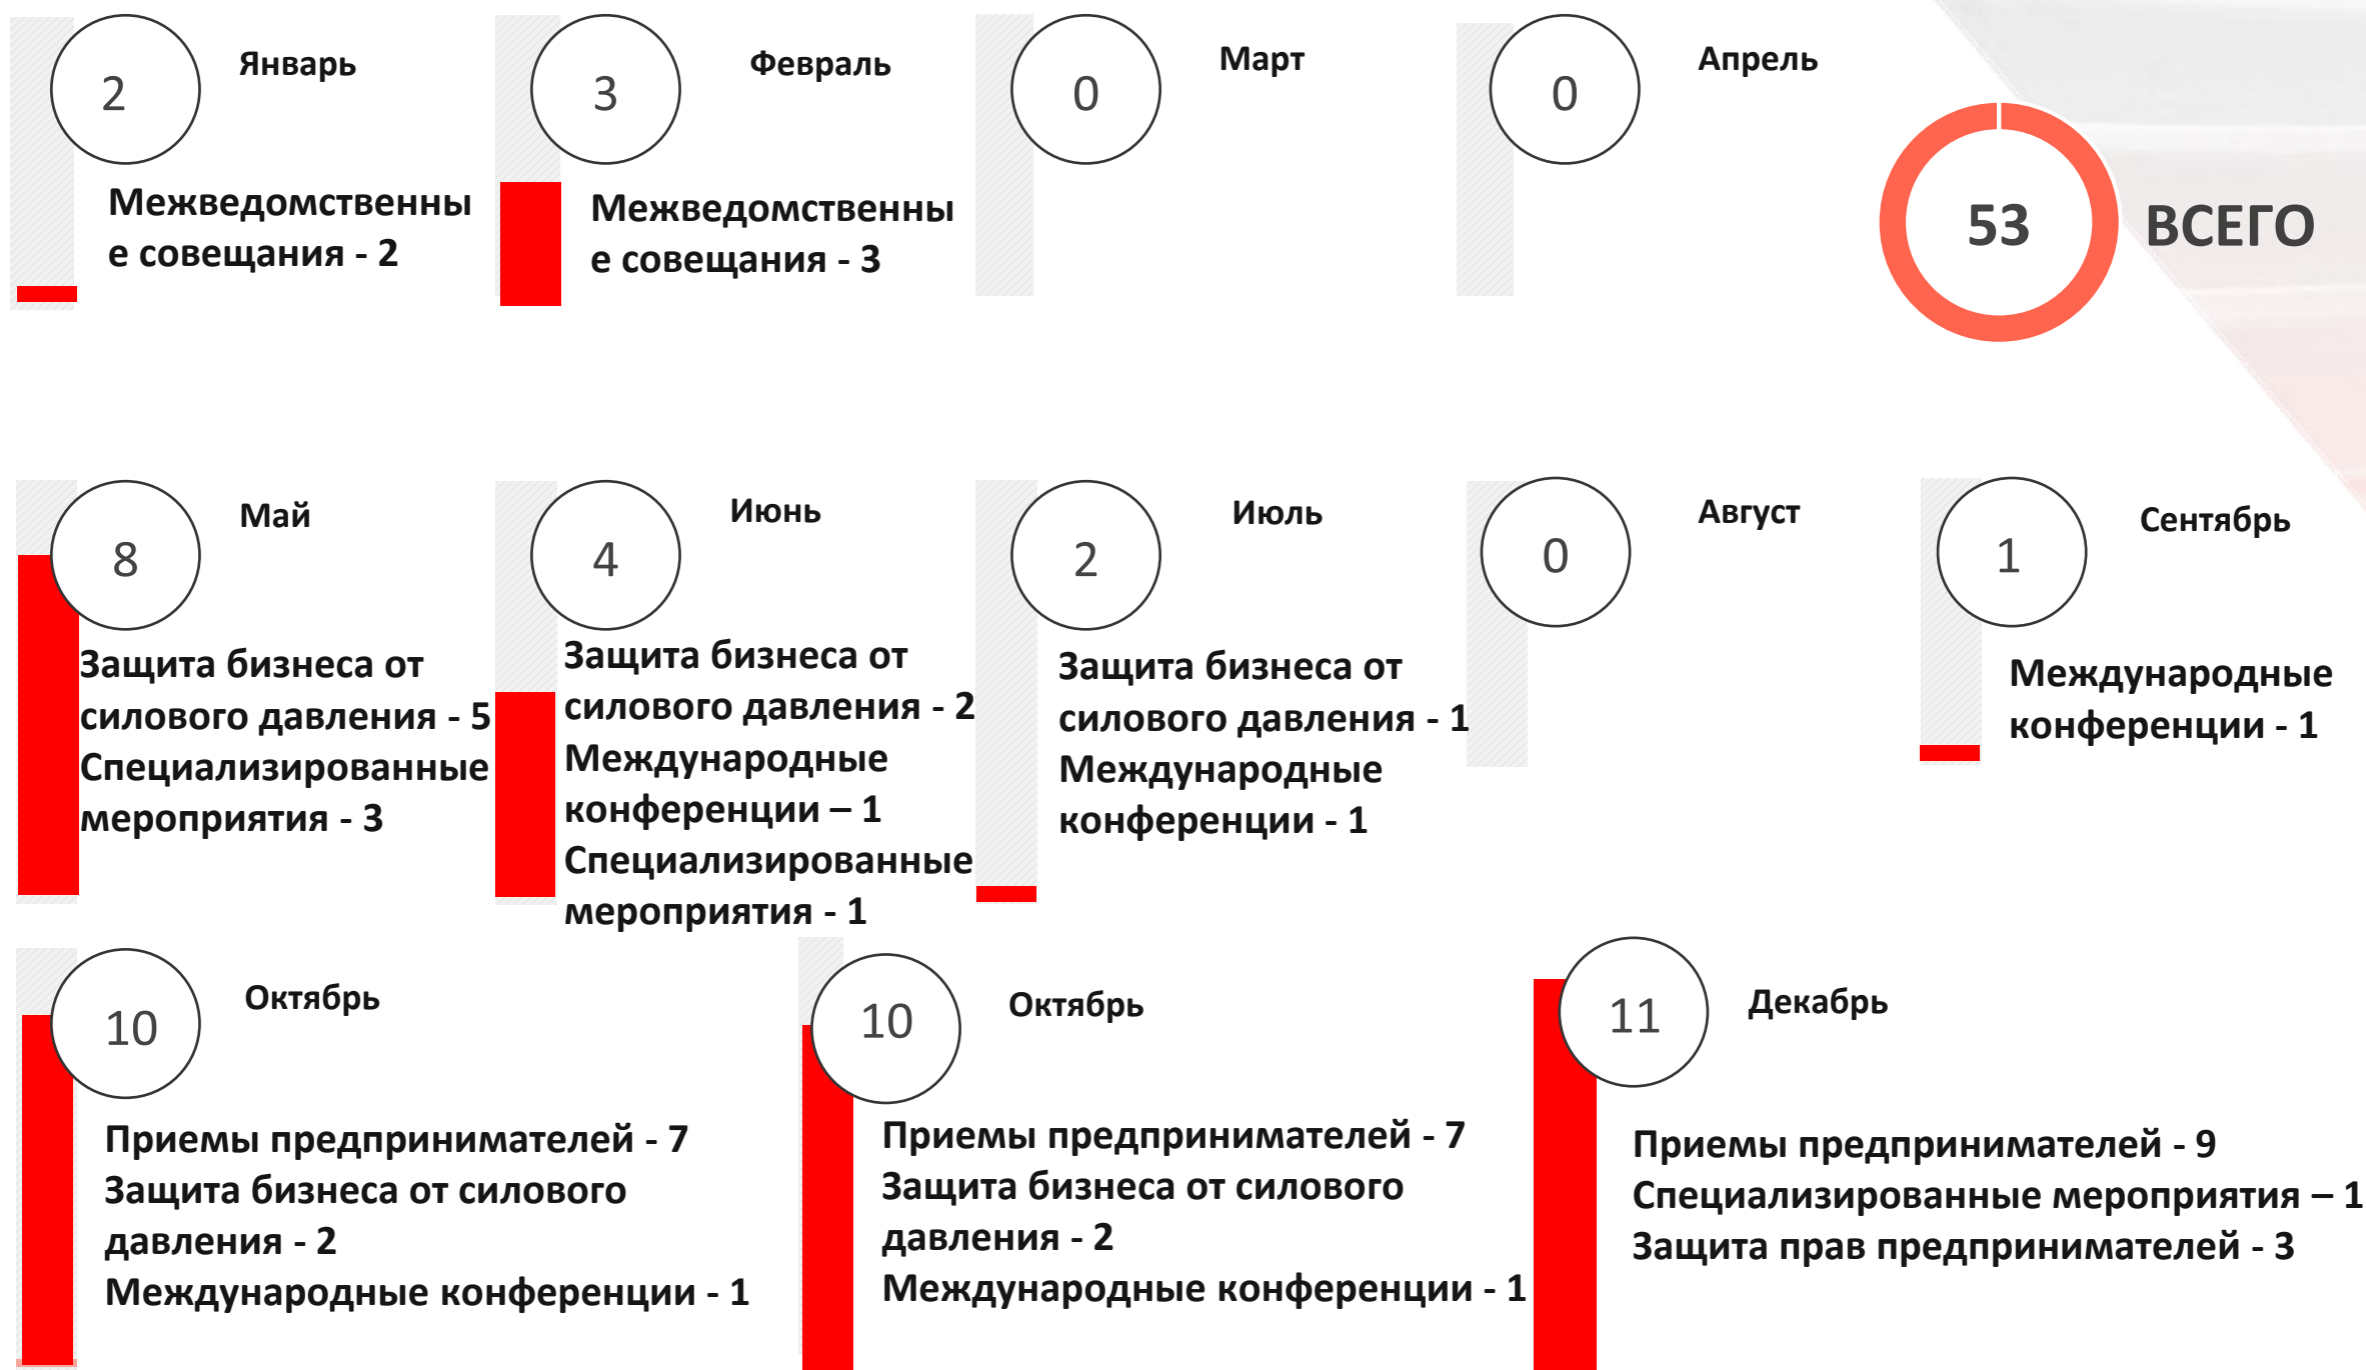 2
Январь
Межведомственны
е совещания - 2
3
Февраль
Межведомственны
е совещания - 3
0
Март
0
Апрель
53
ВСЕГО
8
Май
Защита бизнеса от
силового давления - 5
Специализированные
мероприятия - 3
4
Июнь
Защита бизнеса от
силового давления - 2
Международные
конференции – 1
Специализированные
мероприятия - 1
2
Июль
Защита бизнеса от
силового давления - 1
Международные
конференции - 1
0
Август
1
Сентябрь
Международные
конференции - 1
10
Октябрь
Приемы предпринимателей - 7
Защита бизнеса от силового
давления - 2
Международные конференции - 1
10
Октябрь
Приемы предпринимателей - 7
Защита бизнеса от силового
давления - 2
Международные конференции - 1
11
Декабрь
Приемы предпринимателей - 9
Специализированные мероприятия – 1
Защита прав предпринимателей - 3